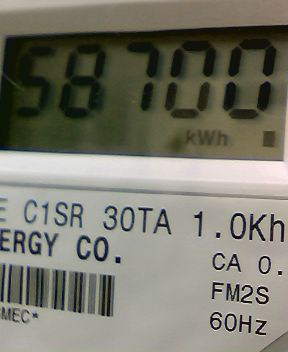 58700
kWh
E C1SR 30TA 1.0Kh
ERGY CO.
CA 0.
FM2S
MEC*
60Hz